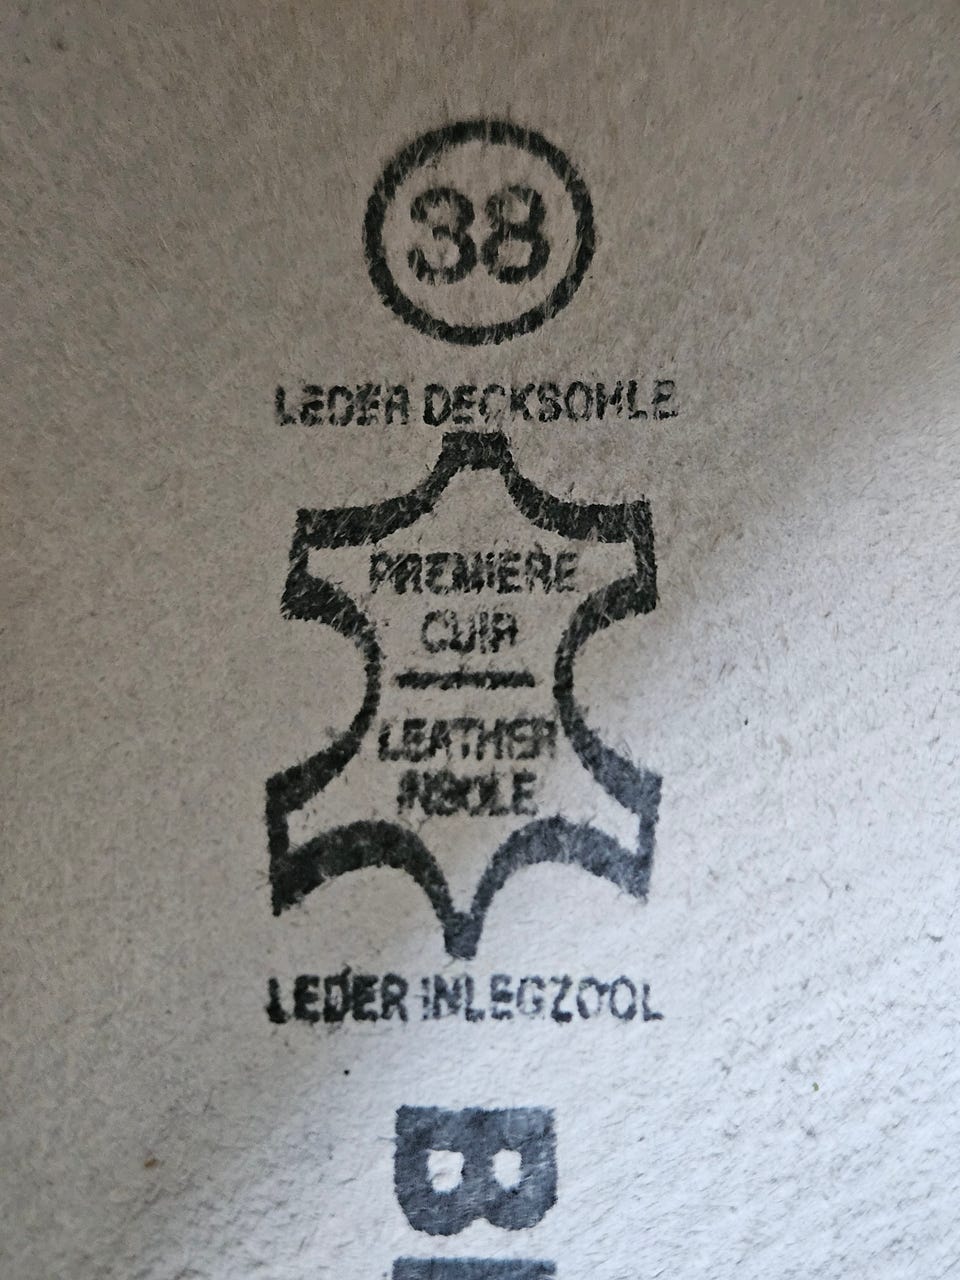 38
LEDER DECKSOHLE
PREMIERE
CUIR
LEATHER
INSOLE
LEDER INLEGZOOL
B